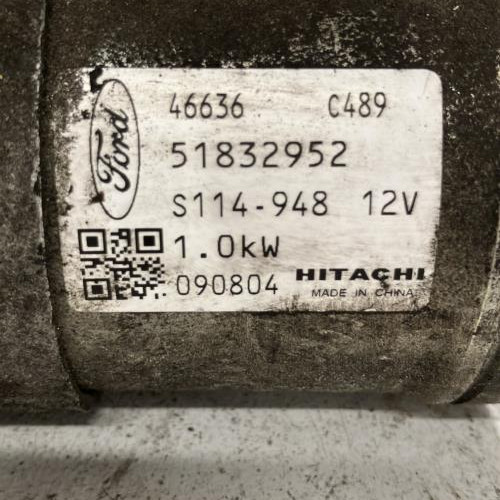 Ford
46636 C489
51832952
S114-948 12V
1.0kW
090804 HITACHI
MADE IN CHINA